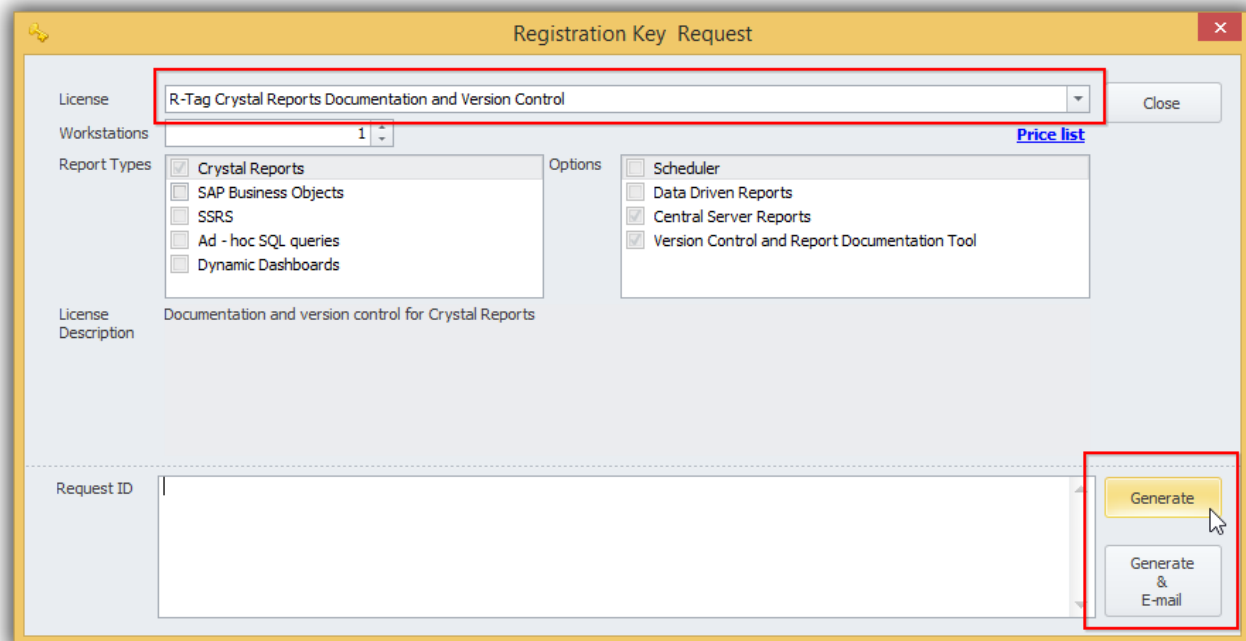 Registration Key Request
License
R-Tag Crystal Reports Documentation and Version Control
Close
Workstations
1
Price list
Report Types
Crystal Reports
SAP Business Objects
SSRS
Ad - hoc SQL queries
Dynamic Dashboards
Options
Scheduler
Data Driven Reports
Central Server Reports
Version Control and Report Documentation Tool
License
Description
Documentation and version control for Crystal Reports
Request ID
Generate
Generate
&
E-mail